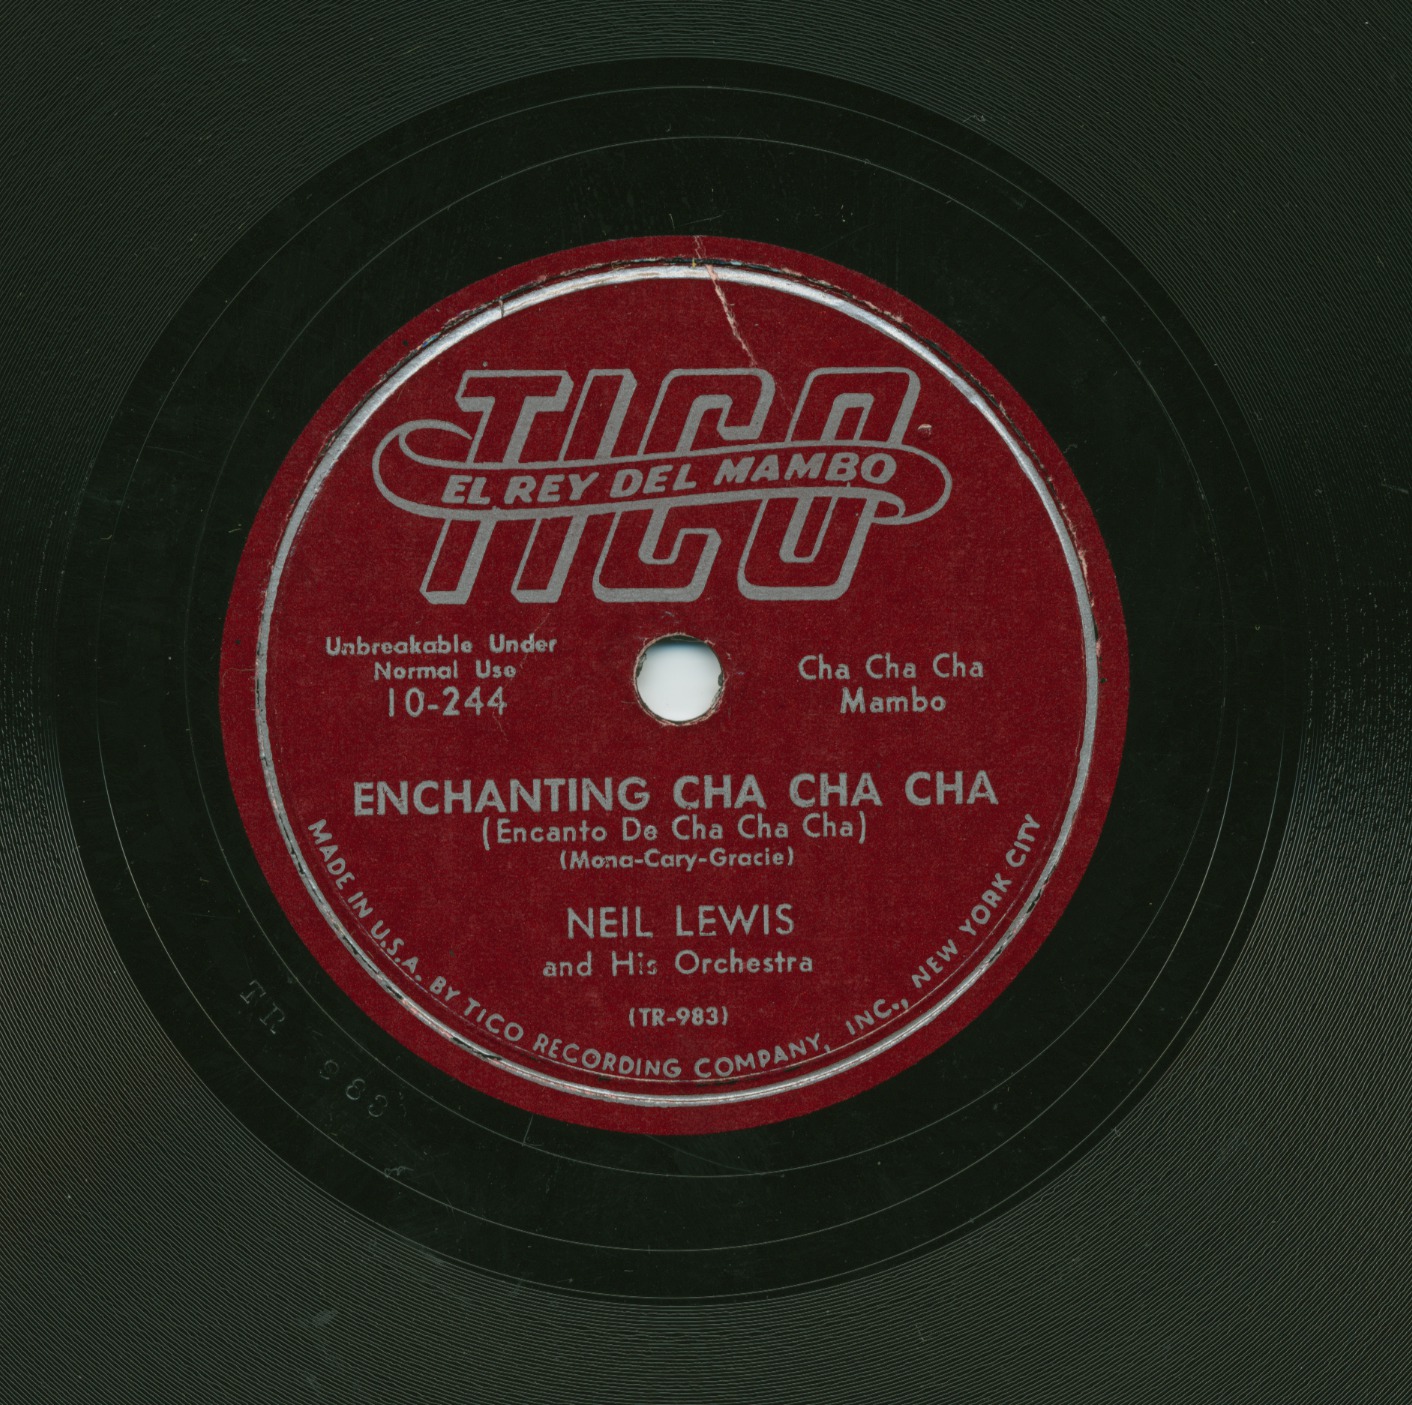 TICO
EL REY DEL MAMBO
Unbreakable Under
Normal Use
10-244
Cha Cha Cha
Mambo
ENCHANTING CHA CHA CHA
(Encanto De Cha Cha Cha)
(Mona-Cary-Gracie)
NEIL LEWIS
and His Orchestra
(TR-983)
MADE IN U.S.A. BY TICO RECORDING COMPANY, INC., NEW YORK CITY
TR 983